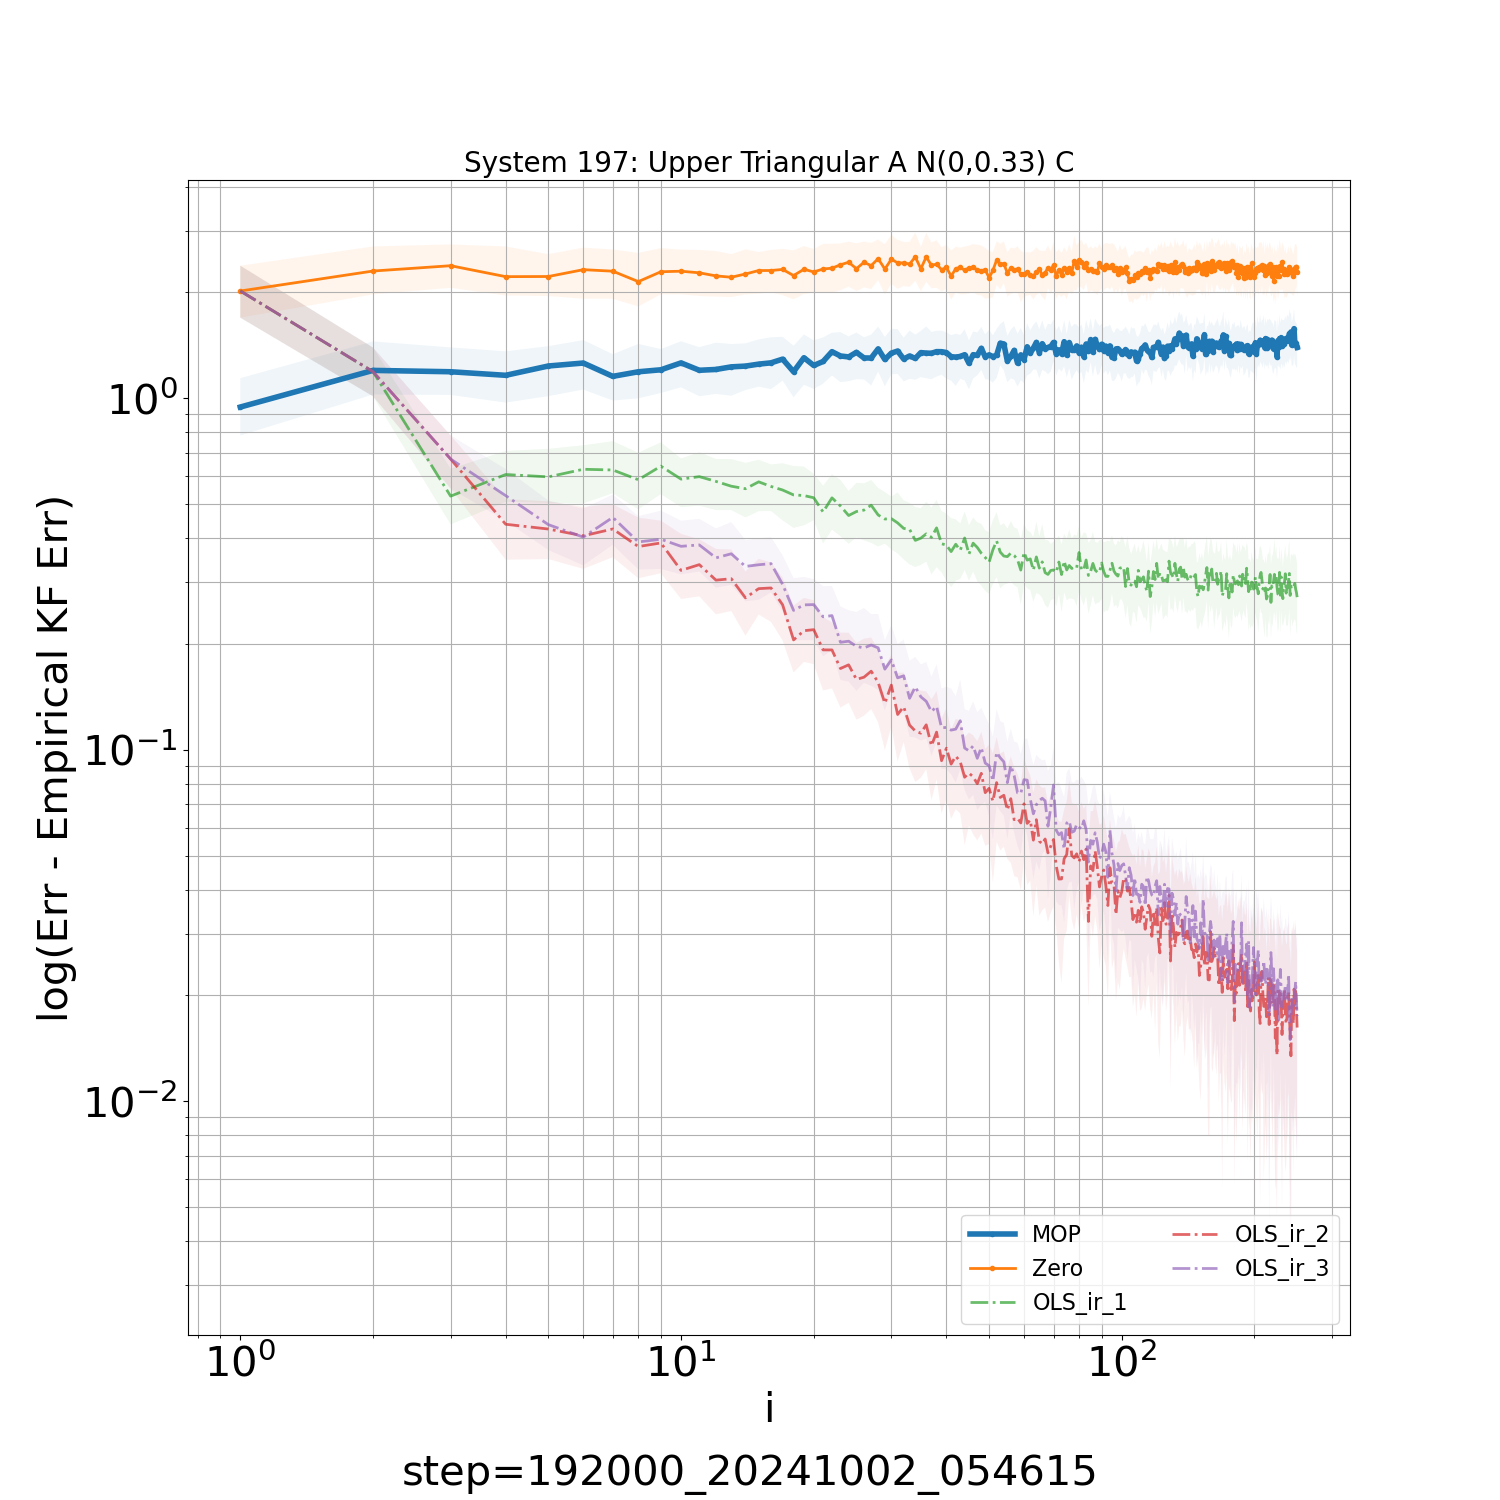 System 197: Upper Triangular A N(0,0.33) C
log(Err - Empirical KF Err)
10⁰
10⁻¹
10⁻²
MOP
Zero
OLS_ir_1
OLS_ir_2
OLS_ir_3
10⁰
10¹
10²
i
step=192000_20241002_054615